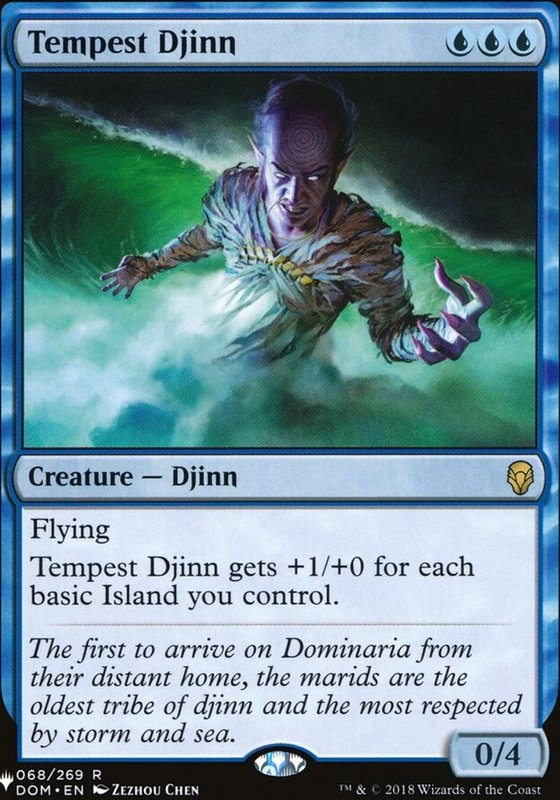 Tempest Djinn
Creature — Djinn
Flying
Tempest Djinn gets +1/+0 for each
basic Island you control.
The first to arrive on Dominaria from
their distant home, the marids are the
oldest tribe of djinn and the most respected
by storm and sea.
0/4
068/269 R
DOM • EN Zezhou Chen
™ & © 2018 Wizards of the Coast